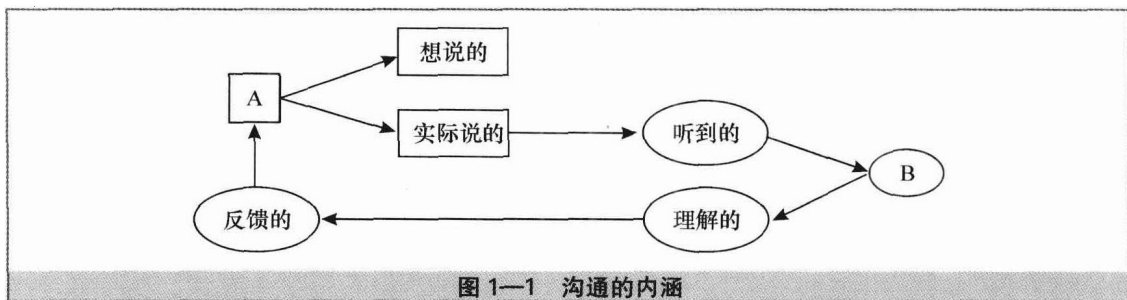 想说的
A
实际说的
听到的
B
反馈的
理解的
图 1—1 沟通的内涵